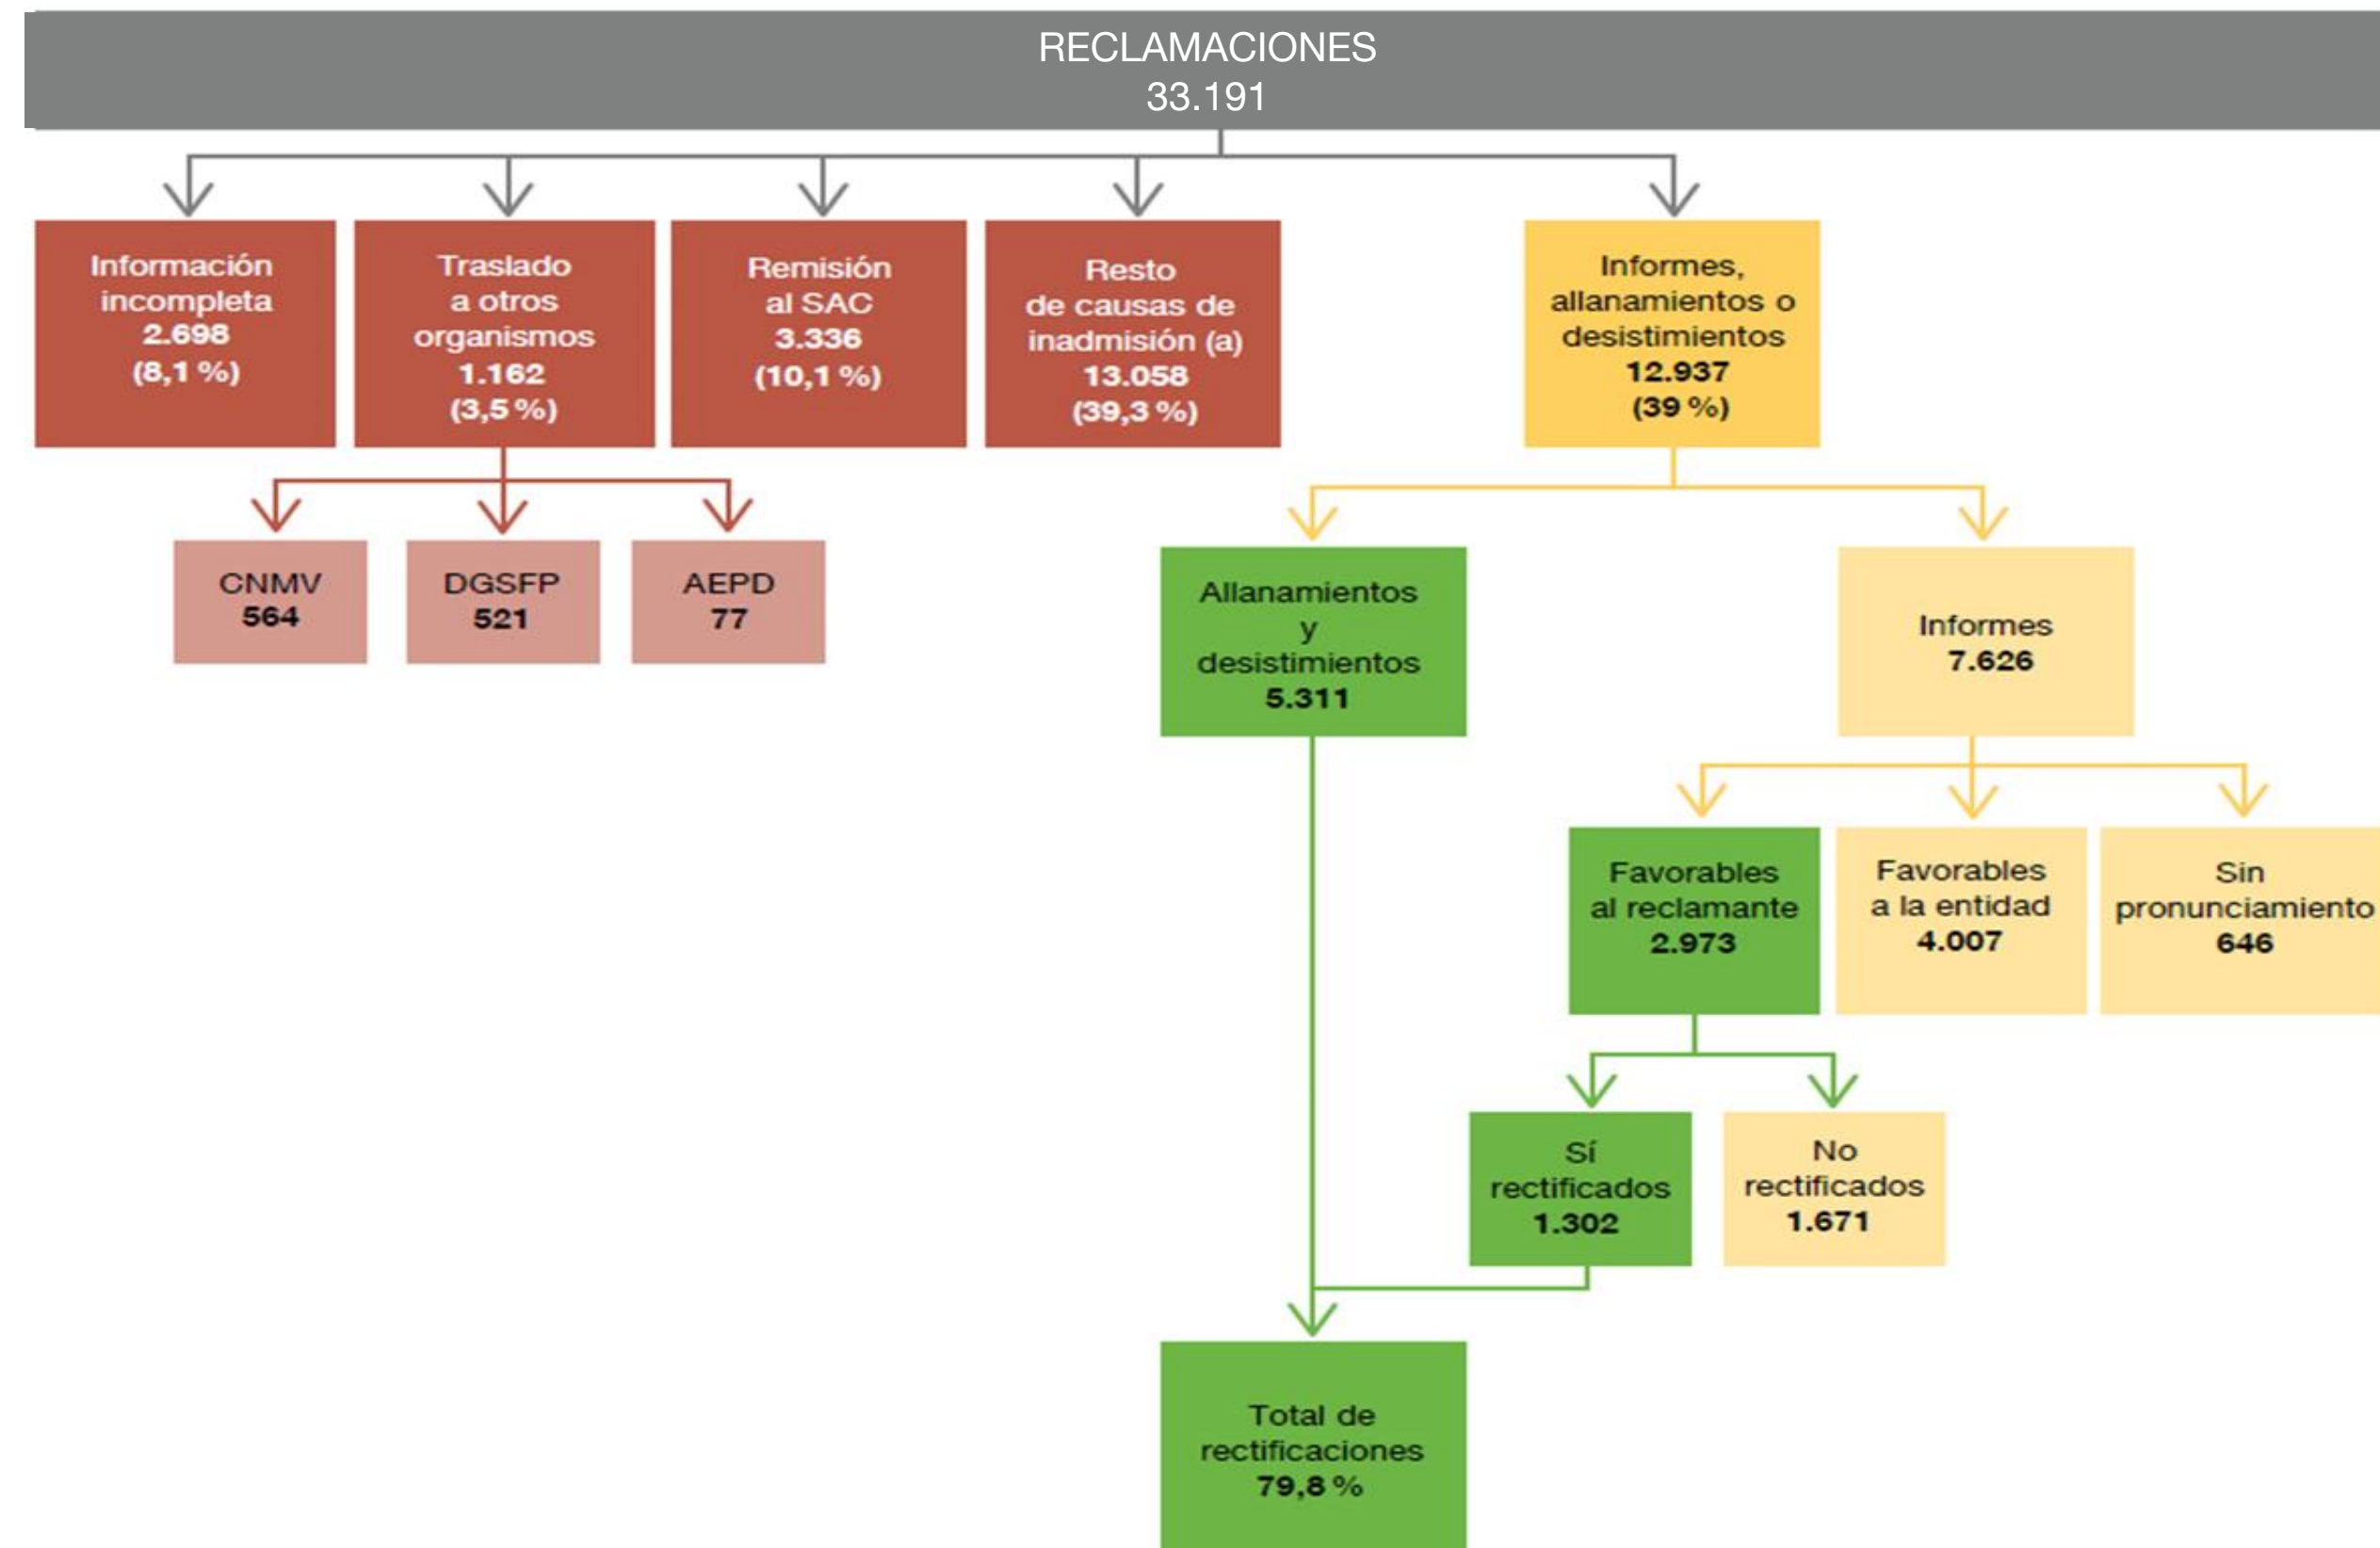 RECLAMACIONES
33.191
Información
incompleta
2.698
(8,1 %)
Traslado
a otros
organismos
1.162
(3,5 %)
Remisión
al SAC
3.336
(10,1 %)
Resto
de causas de
inadmisión (a)
13.058
(39,3 %)
Informes,
allanamientos o
desistimientos
12.937
(39 %)
CNMV
564
DGSFP
521
AEPD
77
Allanamientos
y
desistimientos
5.311
Informes
7.626
Favorables
al reclamante
2.973
Favorables
a la entidad
4.007
Sin
pronunciamiento
646
Sí
rectificados
1.302
No
rectificados
1.671
Total de
rectificaciones
79,8 %